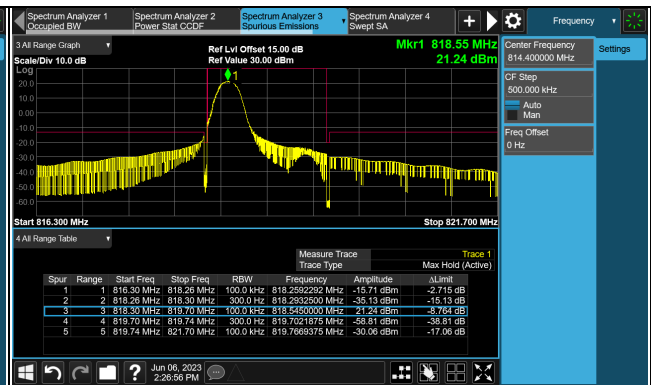 Spectrum Analyzer 1
Occupied BW
Spectrum Analyzer 2
Power Stat CCDF
Spectrum Analyzer 3
Spurious Emissions
Spectrum Analyzer 4
Swept SA
Frequency
3 All Range Graph
Scale/Div 10.0 dB
Ref Lvl Offset 15.00 dB
Ref Value 30.00 dBm
Mkr1 818.55 MHz
21.24 dBm
Log
20.0
10.0
0.00
-10.0
-20.0
-30.0
-40.0
-50.0
-60.0
1
Start 816.300 MHz
Stop 821.700 MHz
Center Frequency
814.400000 MHz
Settings
CF Step
500.000 kHz
Auto
Man
Freq Offset
0 Hz
4 All Range Table
Measure Trace Trace 1
Trace Type Max Hold (Active)
Spur Range Start Freq Stop Freq RBW Frequency Amplitude ΔLimit
1 1 816.30 MHz 818.26 MHz 100.0 kHz 818.2592292 MHz -15.71 dBm -2.715 dB
2 2 818.26 MHz 818.30 MHz 300.0 Hz 818.2932500 MHz -35.13 dBm -15.13 dB
3 3 818.30 MHz 819.70 MHz 100.0 kHz 818.5450000 MHz 21.24 dBm -8.764 dB
4 4 819.70 MHz 819.74 MHz 300.0 Hz 819.7021875 MHz -58.81 dBm -38.81 dB
5 5 819.74 MHz 821.70 MHz 100.0 kHz 819.7669375 MHz -30.06 dBm -17.06 dB
Jun 06, 2023
2:26:56 PM